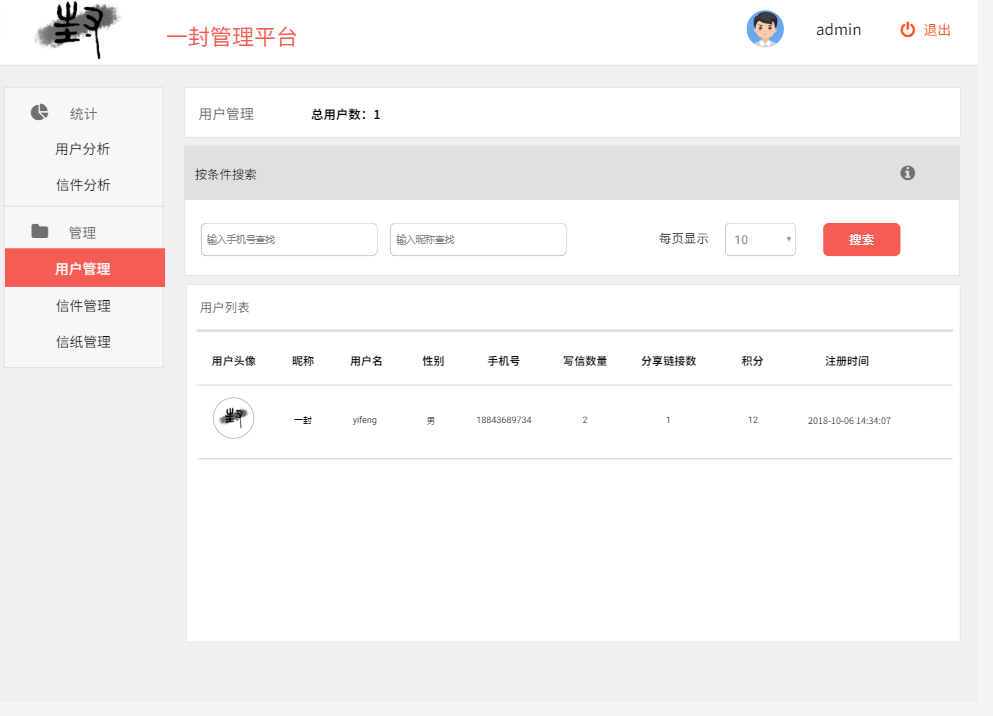 封
一封管理平台
admin
退出
统计
用户分析
信件分析
管理
用户管理
信件管理
信纸管理
用户管理 总用户数：1
按条件搜索
输入手机号查找 输入昵称查找 每页显示 10 搜索
用户列表
用户头像 昵称 用户名 性别 手机号 写信数量 分享链接数 积分 注册时间
封 一封 yifeng 男 18843689734 2 1 12 2018-10-06 14:34:07